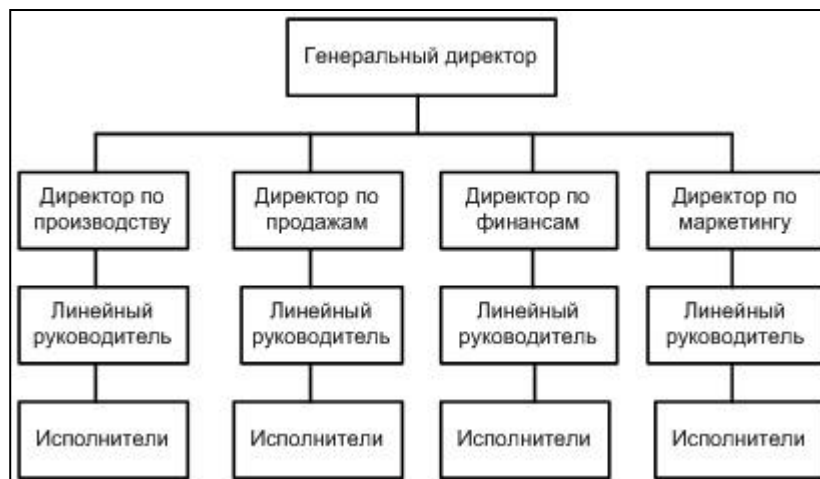 Генеральный директор
Директор по
производству
Директор по
продажам
Директор по
финансам
Директор по
маркетингу
Линейный
руководитель
Линейный
руководитель
Линейный
руководитель
Линейный
руководитель
Исполнители
Исполнители
Исполнители
Исполнители